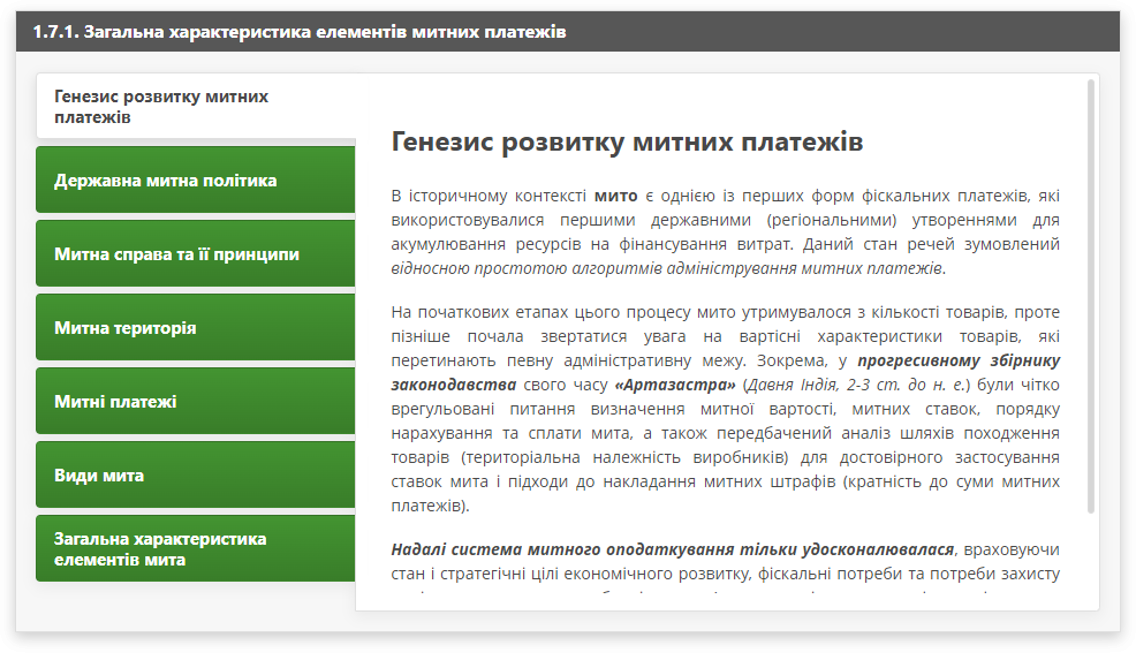 1.7.1. Загальна характеристика елементів митних платежів
Генезис розвитку митних
платежів
Державна митна політика
Митна справа та її принципи
Митна територія
Митні платежі
Види мита
Загальна характеристика
елементів мита
Генезис розвитку митних платежів
В історичному контексті мито є однією із перших форм фіскальних платежів, які
використовувалися першими державними (регіональними) утвореннями для
акумулювання ресурсів на фінансування витрат. Даний стан речей зумовлений
відносною простотою алгоритмів адміністрування митних платежів.
На початкових етапах цього процесу мито утримувалося з кількості товарів, проте
пізніше почала звертатися увага на вартісні характеристики товарів, які
перетинають певну адміністративну межу. Зокрема, у прогресивному збірнику
законодавства свого часу «Артазастра» (Давня Індія, 2-3 ст. до н. е.) були чітко
врегульовані питання визначення митної вартості, митних ставок, порядку
нарахування та сплати мита, а також передбачений аналіз шляхів походження
товарів (територіальна належність виробників) для достовірного застосування
ставок мита і підходи до накладання митних штрафів (кратність до суми митних
платежів).
Надалі система митного оподаткування тільки удосконалювалася, враховуючи
стан і стратегічні цілі економічного розвитку, фіскальні потреби та потреби захисту